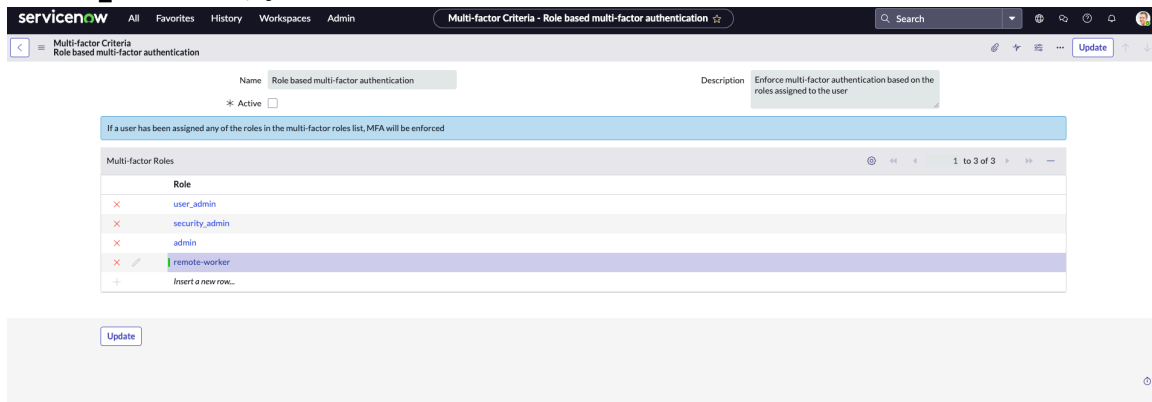 servicenow All Favorites History Workspaces Admin Multi-factor Criteria - Role based multi-factor authentication Search
Multi-factor Criteria
Role based multi-factor authentication Update
Name Role based multi-factor authentication Description Enforce multi-factor authentication based on the
roles assigned to the user
* Active
If a user has been assigned any of the roles in the multi-factor roles list, MFA will be enforced
Multi-factor Roles 1 to 3 of 3
Role
user_admin
security_admin
admin
remote-worker
Insert a new row...
Update